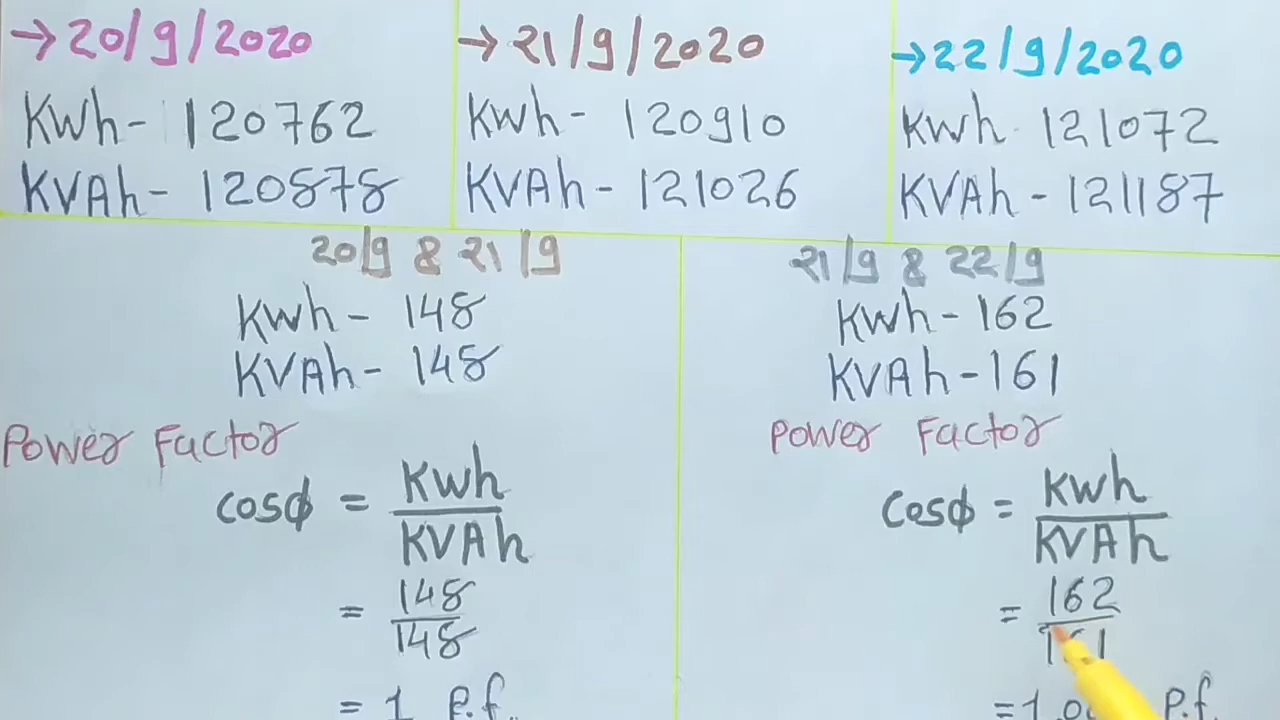 →20/9/2020
KWh- 120762
KVAh- 120878
→21/9/2020
KWh- 120910
KVAh- 121026
→22/9/2020
KWh 121072
KVAh - 121187
20/9 & 21/9
KWh - 148
KVAh - 148
Power Factor
cosϕ = KWh
KVAh
= 148
148
= 1 P.f.
21/9 & 22/9
KWh - 162
KVAh - 161
Power Factor
Cosϕ = KWh
KVAh
= 162
161
P.f.